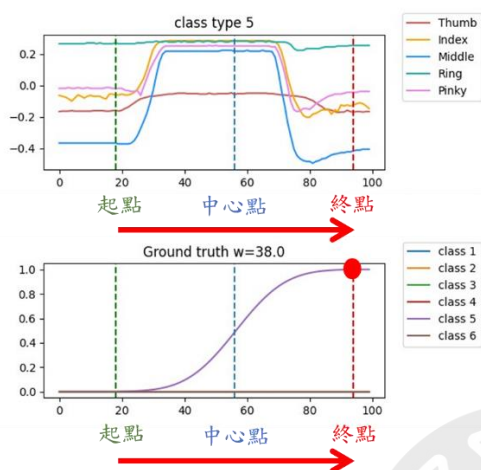 class type 5
0.2
0.0
−0.2
−0.4
0
20
40
60
80
100
Thumb
Index
Middle
Ring
Pinky
起點
中心點
終點
Ground truth w=38.0
1.0
0.8
0.6
0.4
0.2
0.0
0
20
40
60
80
100
class 1
class 2
class 3
class 4
class 5
class 6
起點
中心點
終點